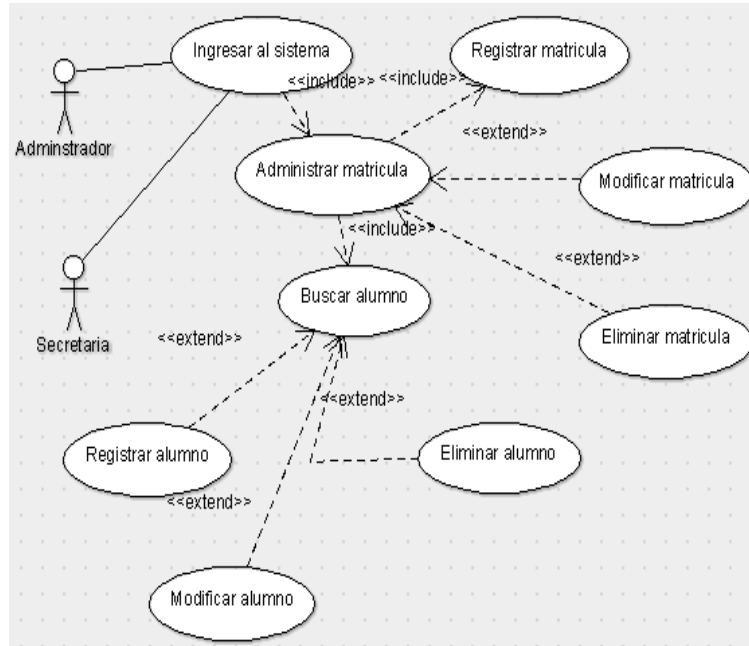 Ingresar al sistema
Registrar matricula
<<include>>
<<include>>
Adminstrador
<<extend>>
Administrar matricula
Modificar matricula
<<include>>
<<extend>>
Buscar alumno
Secretaria
<<extend>>
Eliminar matricula
<<extend>>
Registrar alumno
Eliminar alumno
<<extend>>
Modificar alumno